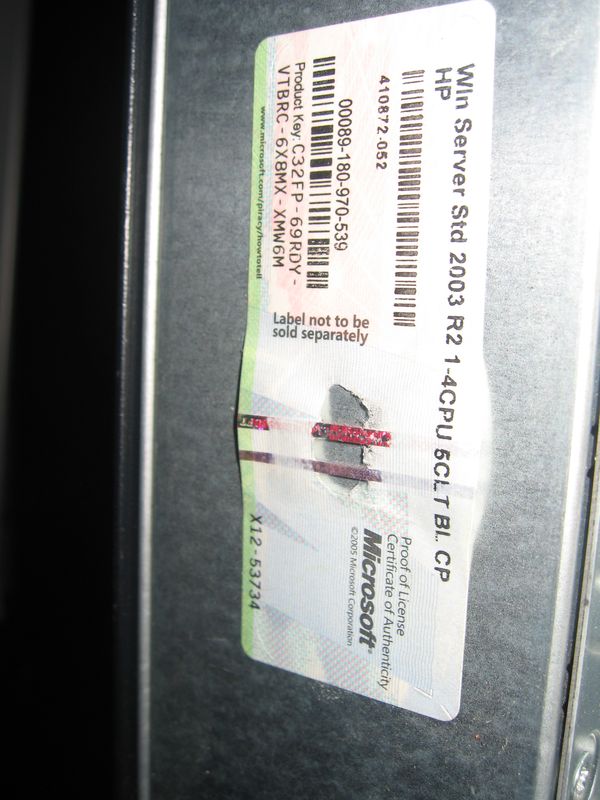 Win Server Std 2003 R2 1-4CPU 5CLT BL CP
HP
410872-052
00089-180-970-539
Product Key: C32FP-69RDY-
VTBRC-6X8MX-XMW6M
www.microsoft.com/piracy/howtotell
Label not to be
sold separately
Proof of License
Certificate of Authenticity
Microsoft®
©2005 Microsoft Corporation
X12-53734